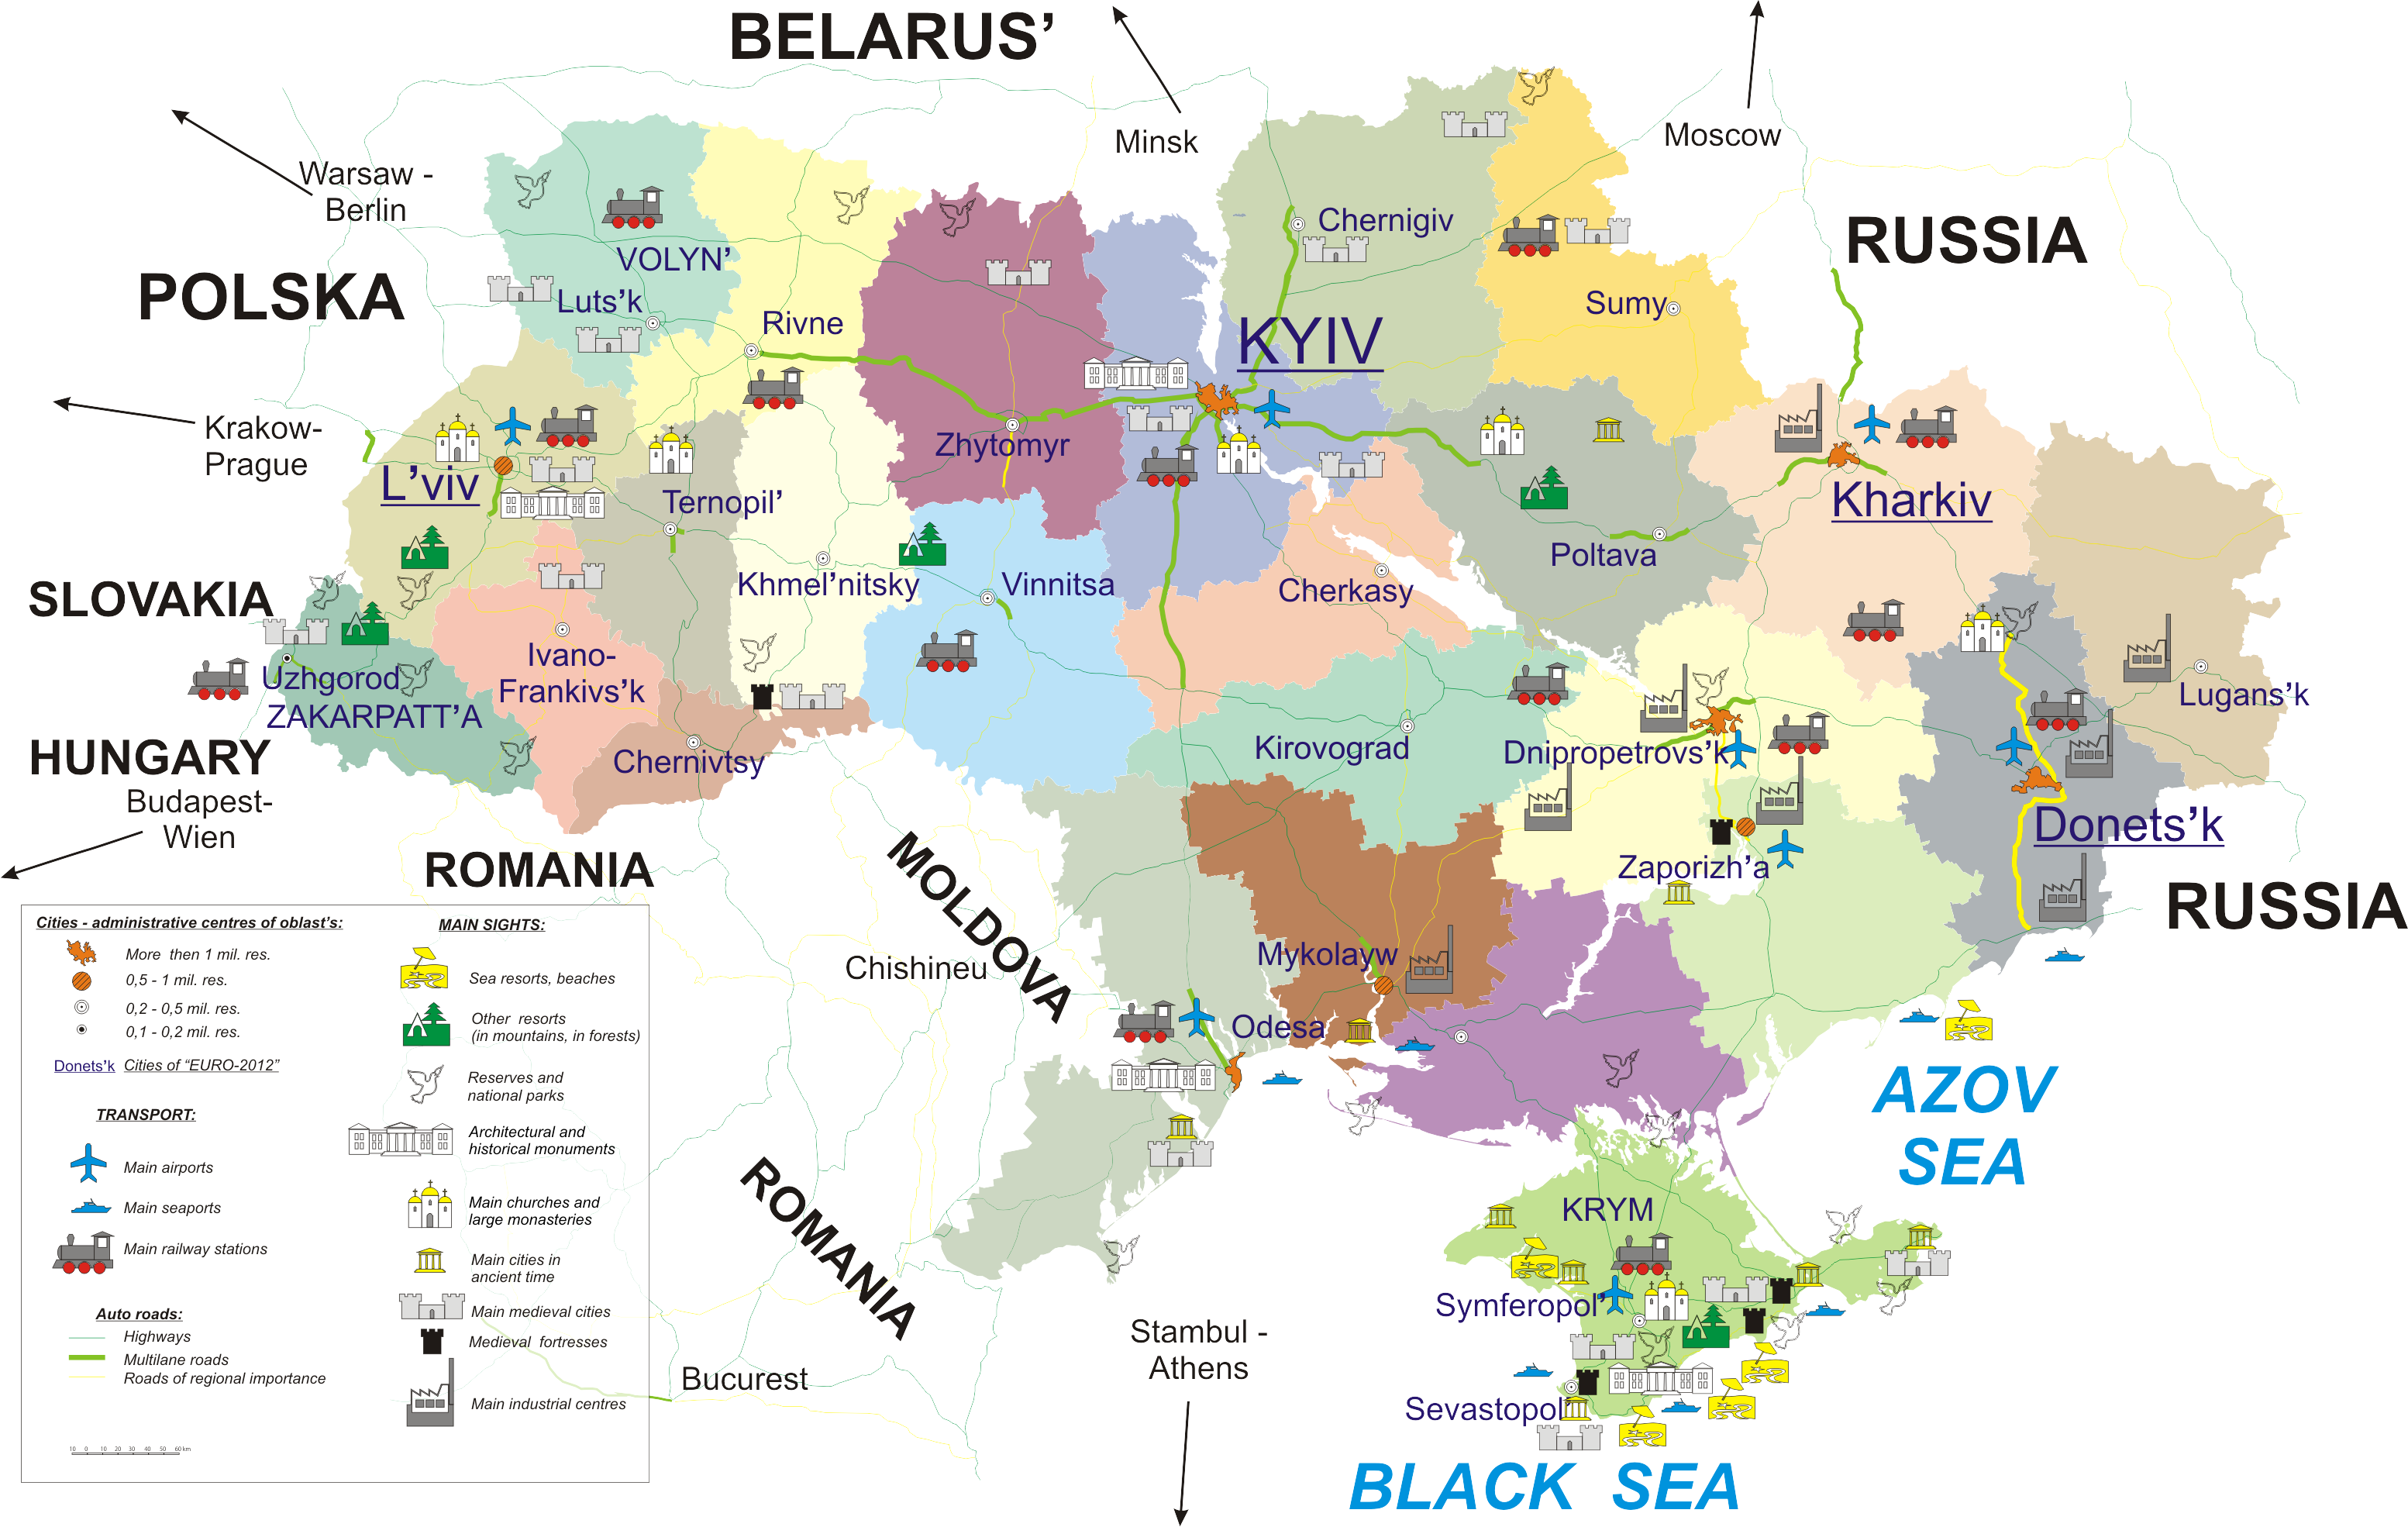 BELARUS’
Minsk
Moscow
Warsaw -
Berlin
RUSSIA
POLSKA
VOLYN’
Luts’k
Rivne
Chernigiv
KYIV
Sumy
Krakow-
Prague
L’viv
Zhytomyr
Ternopil’
Kharkiv
Poltava
SLOVAKIA
Khmel’nitsky
Vinnitsa
Cherkasy
Uzhgorod
ZAKARPATT’A
Ivano-
Frankivs’k
Lugans’k
HUNGARY
Budapest-
Wien
Chernivtsy
Kirovograd
Dnipropetrovs’k
Donets’k
ROMANIA
MOLDOVA
Zaporizh’a
RUSSIA
Chishineu
Mykolayw
Odesa
AZOV
SEA
ROMANIA
KRYM
Symferopol’
Stambul -
Athens
Bucurest
Sevastopol’
BLACK SEA
Cities - administrative centres of oblast’s:
More then 1 mil. res.
0,5 - 1 mil. res.
0,2 - 0,5 mil. res.
0,1 - 0,2 mil. res.
Donets’k Cities of “EURO-2012”
TRANSPORT:
Main airports
Main seaports
Main railway stations
Auto roads:
Highways
Multilane roads
Roads of regional importance
10 0 10 20 30 40 50 60 km
MAIN SIGHTS:
Sea resorts, beaches
Other resorts
(in mountains, in forests)
Reserves and
national parks
Architectural and
historical monuments
Main churches and
large monasteries
Main cities in
ancient time
Main medieval cities
Medieval fortresses
Main industrial centres